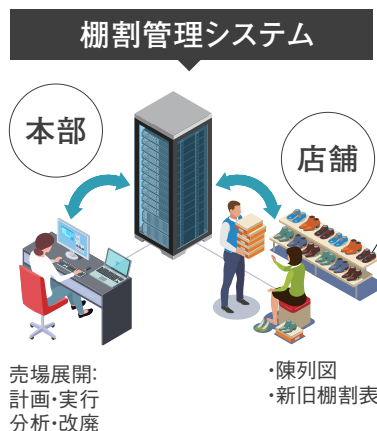 棚割管理システム
本部
店舗
売場展開:
計画・実行
分析・改廃
・陳列図
・新旧棚割表